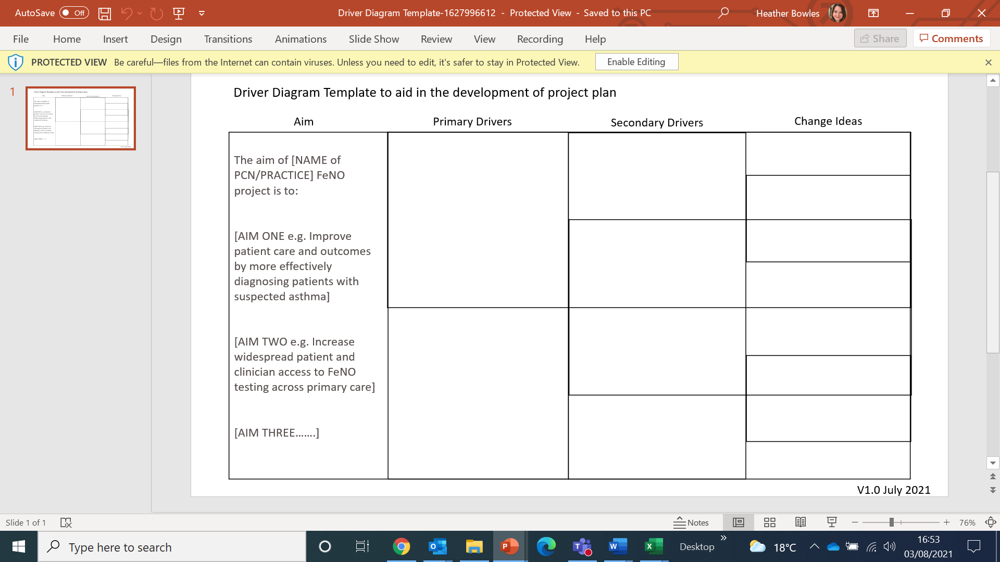 AutoSave Off
Driver Diagram Template-1627996612 - Protected View - Saved to this PC
Heather Bowles
File Home Insert Design Transitions Animations Slide Show Review View Recording Help
Share Comments
PROTECTED VIEW Be careful—files from the Internet can contain viruses. Unless you need to edit, it's safer to stay in Protected View. Enable Editing
1
Driver Diagram Template to aid in the development of project plan
Aim Primary Drivers Secondary Drivers Change Ideas
The aim of [NAME of
PCN/PRACTICE] FeNO
project is to:
[AIM ONE e.g. Improve
patient care and outcomes
by more effectively
diagnosing patients with
suspected asthma]
[AIM TWO e.g. Increase
widespread patient and
clinician access to FeNO
testing across primary care]
[AIM THREE.......]
V1.0 July 2021
Slide 1 of 1
Notes
76%
Type here to search
Desktop
18°C
16:53
03/08/2021